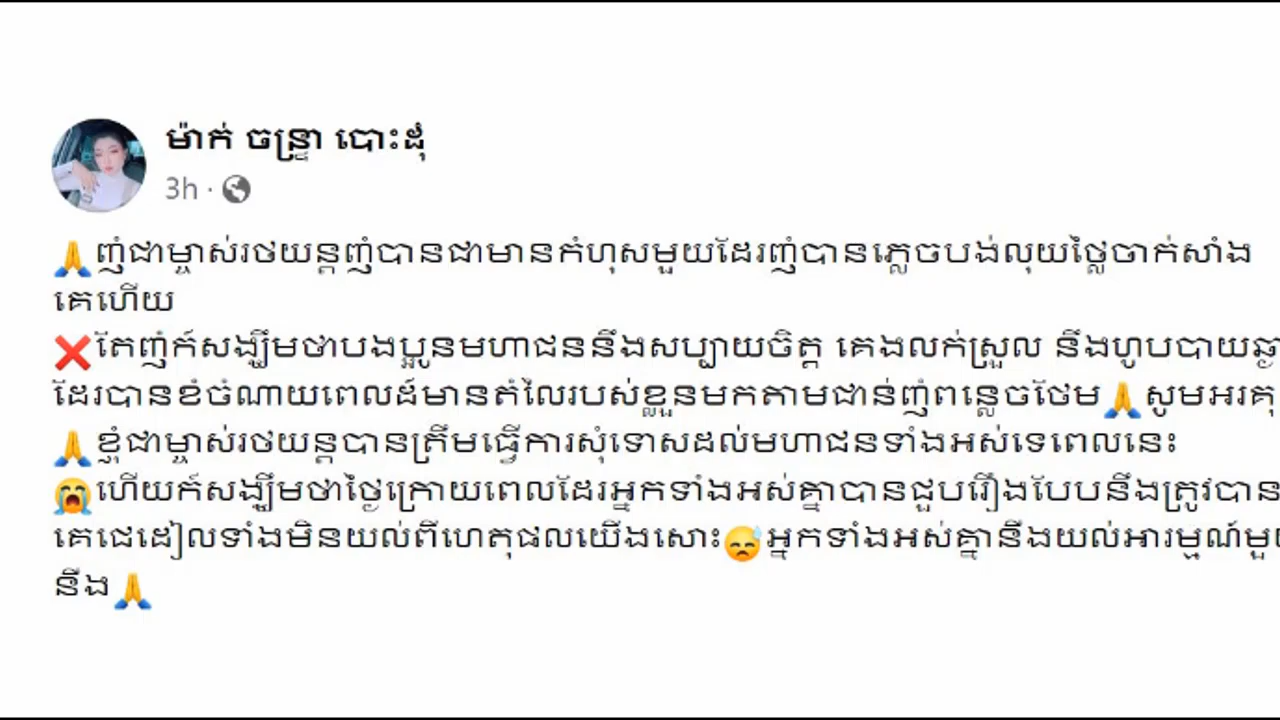 ម៉ាក់ ចន្ទ្រា បោះដុំ
3h ·
🙏ញុំជាម្ចាស់រថយន្តញុំបានជាមានកំហុសមួយដែរញុំបានភ្លេចបង់លុយថ្លៃចាក់សាំង
គេហើយ
❌តែញុំក៍សង្ឃឹមថាបងប្អូនមហាជននឹងសប្បាយចិត្ត គេងលក់ស្រួល នឹងហូបបាយឆ្ងា
ដែរបានខំចំណាយពេលដ៍មានតំលៃរបស់ខ្លួនមកតាមជាន់ញុំពន្លេចថែម🙏សូមអរគុ
🙏ខ្ញុំជាម្ចាស់រថយន្តបានត្រឹមធ្វើការសុំទោសដល់មហាជនទាំងអស់ទេពេលនេះ
😭ហើយក៍សង្ឃឹមថាថ្ងៃក្រោយពេលដែរអ្នកទាំងអស់គ្នាបានជួបរឿងបែបនឹងត្រូវបាន
គេជេដៀលទាំងមិនយល់ពីហេតុផលយើងសោះ😓អ្នកទាំងអស់គ្នានឹងយល់អារម្មណ៍មួយ
នឹង🙏